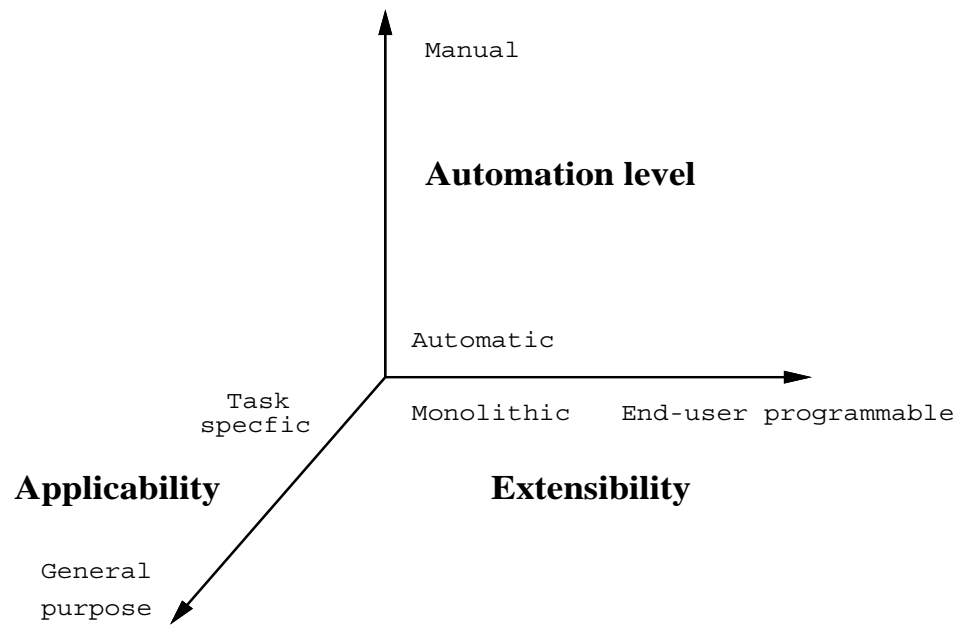 Manual
Automation level
Automatic
Task
specfic
Monolithic
End-user programmable
Applicability
Extensibility
General
purpose